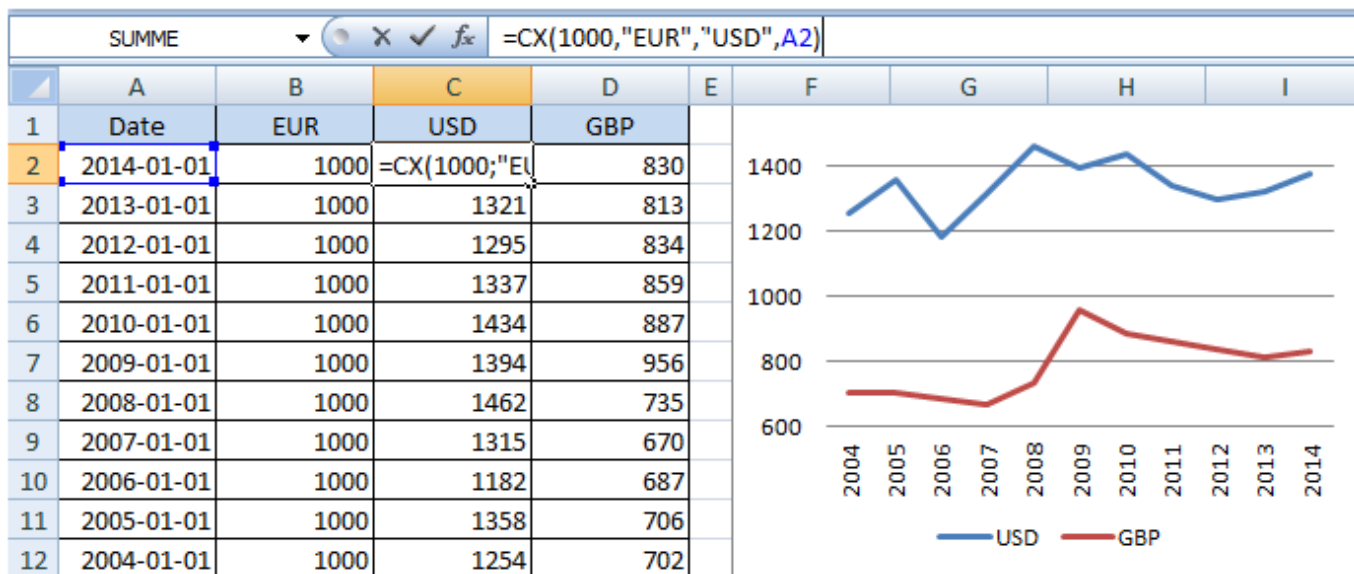 SUMME fx =CX(1000,"EUR","USD",A2)
A B C D E F G H I
1 Date EUR USD GBP
2 2014-01-01 1000 =CX(1000;"EU 830
3 2013-01-01 1000 1321 813
4 2012-01-01 1000 1295 834
5 2011-01-01 1000 1337 859
6 2010-01-01 1000 1434 887
7 2009-01-01 1000 1394 956
8 2008-01-01 1000 1462 735
9 2007-01-01 1000 1315 670
10 2006-01-01 1000 1182 687
11 2005-01-01 1000 1358 706
12 2004-01-01 1000 1254 702
1400
1200
1000
800
600
2004 2005 2006 2007 2008 2009 2010 2011 2012 2013 2014
USD GBP